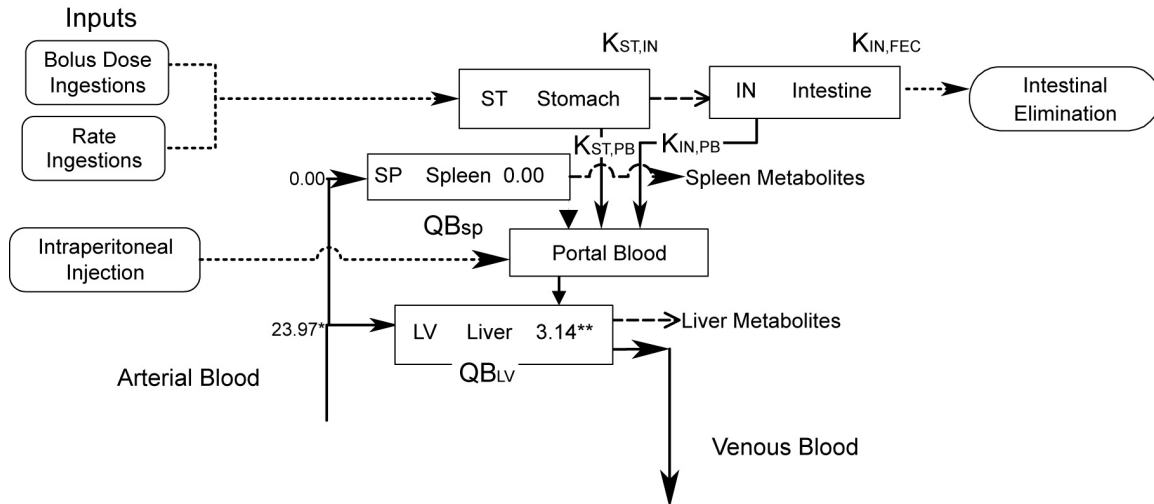 Inputs
Bolus Dose
Ingestions
Rate
Ingestions
KST,IN
KIN,FEC
ST Stomach
IN Intestine
Intestinal
Elimination
KST,PB
KIN,PB
0.00
SP Spleen 0.00
Spleen Metabolites
QBsp
Intraperitoneal
Injection
Portal Blood
23.97*
LV Liver 3.14**
Liver Metabolites
QBLV
Arterial Blood
Venous Blood